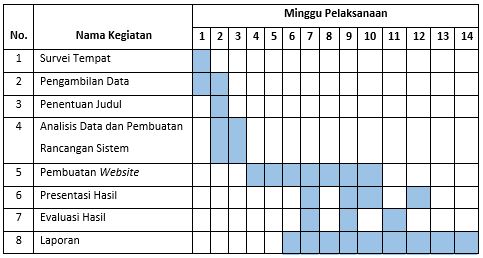 No. Nama Kegiatan Minggu Pelaksanaan
1 2 3 4 5 6 7 8 9 10 11 12 13 14
1 Survei Tempat
2 Pengambilan Data
3 Penentuan Judul
4 Analisis Data dan Pembuatan
Rancangan Sistem
5 Pembuatan Website
6 Presentasi Hasil
7 Evaluasi Hasil
8 Laporan